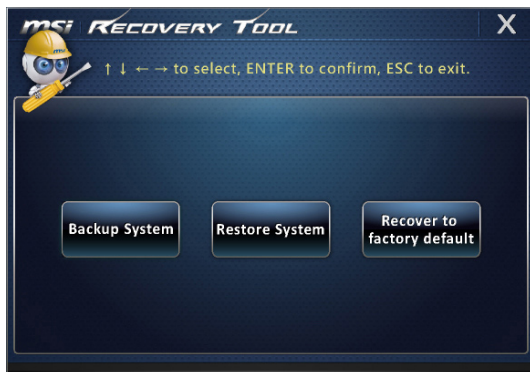 msi RECOVERY TOOL X
↑ ↓ ← → to select, ENTER to confirm, ESC to exit.
msi
Backup System
Restore System
Recover to
factory default